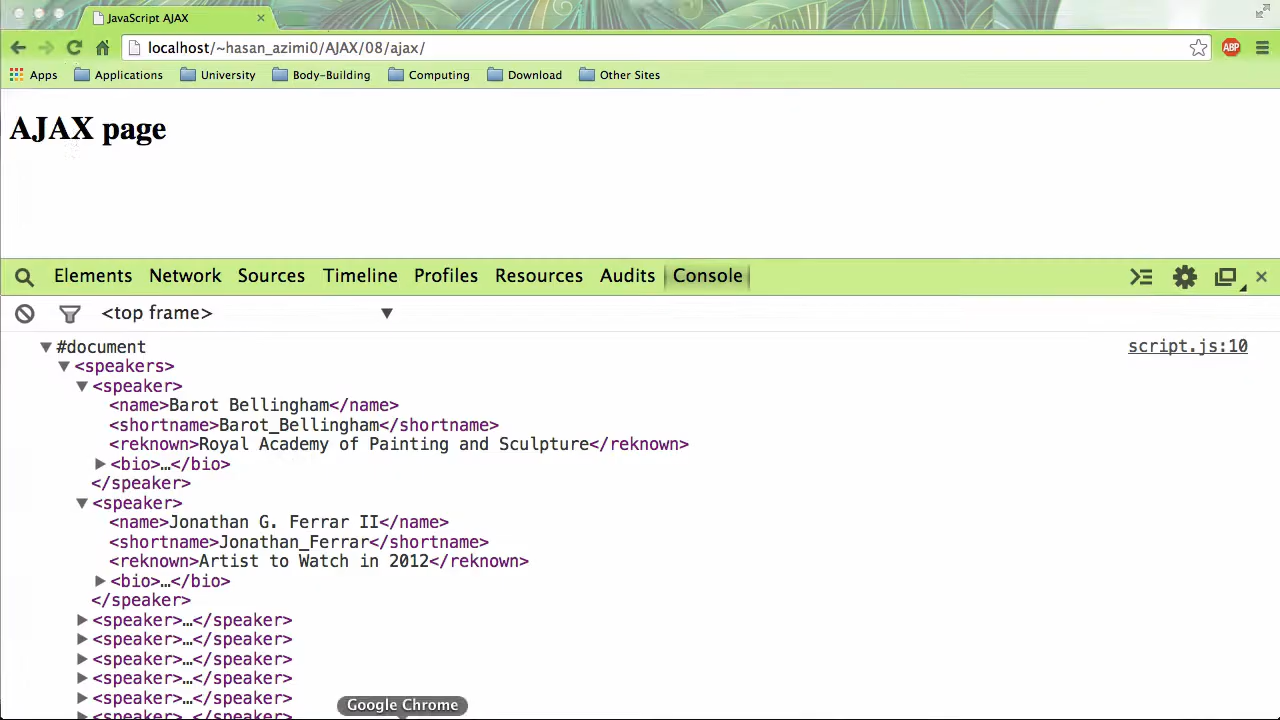 JavaScript AJAX
localhost/~hasan_azimi0/AJAX/08/ajax/
ABP
Apps Applications University Body-Building Computing Download Other Sites
AJAX page
Elements Network Sources Timeline Profiles Resources Audits Console
<top frame>
#document script.js:10
<speakers>
<speaker>
<name>Barot Bellingham</name>
<shortname>Barot_Bellingham</shortname>
<reknown>Royal Academy of Painting and Sculpture</reknown>
<bio>…</bio>
</speaker>
<speaker>
<name>Jonathan G. Ferrar II</name>
<shortname>Jonathan_Ferrar</shortname>
<reknown>Artist to Watch in 2012</reknown>
<bio>…</bio>
</speaker>
<speaker>…</speaker>
<speaker>…</speaker>
<speaker>…</speaker>
<speaker>…</speaker>
<speaker>…</speaker>
<speaker>…</speaker>
Google Chrome